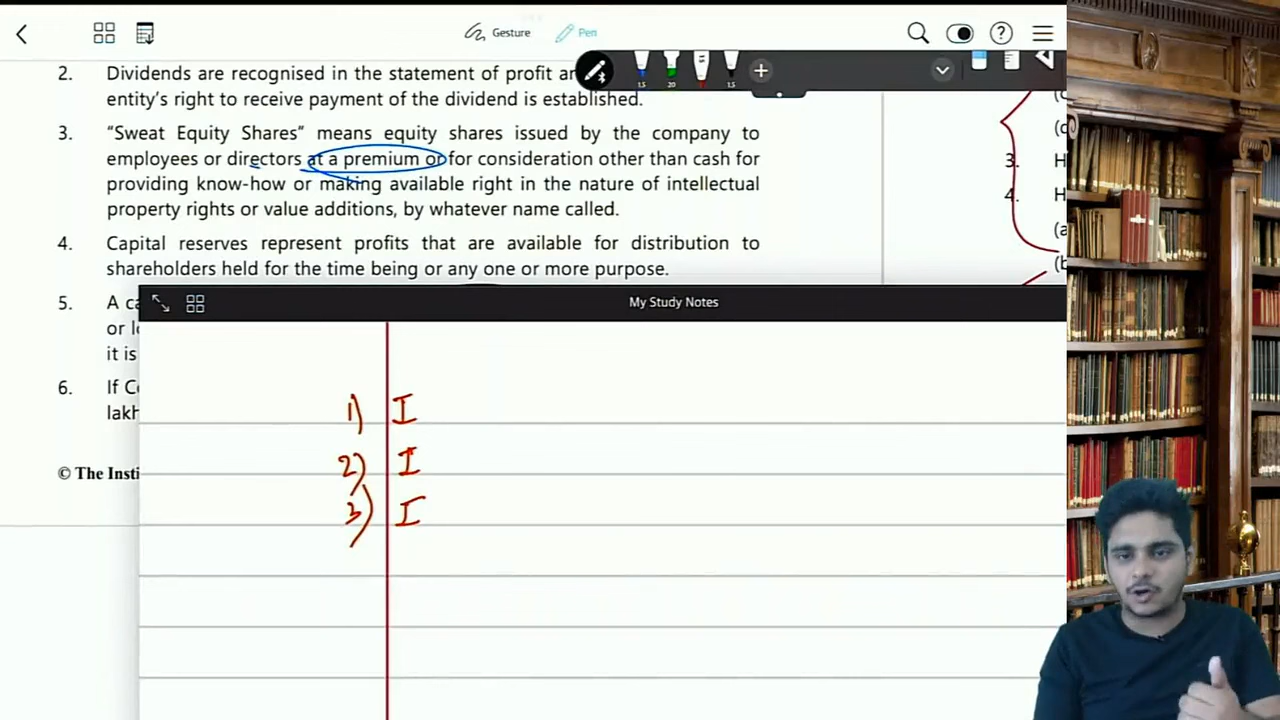 Gesture
Pen
15
20
15
2. Dividends are recognised in the statement of profit an
entity's right to receive payment of the dividend is established.
3. "Sweat Equity Shares" means equity shares issued by the company to
employees or directors at a premium or for consideration other than cash for
providing know-how or making available right in the nature of intellectual
property rights or value additions, by whatever name called.
4. Capital reserves represent profits that are available for distribution to
shareholders held for the time being or any one or more purpose.
5. A ca
or lo
it is
6. If Co
lakh
© The Insti
3. H
4. H
(a
(b
My Study Notes
1) I
2) I
3) I